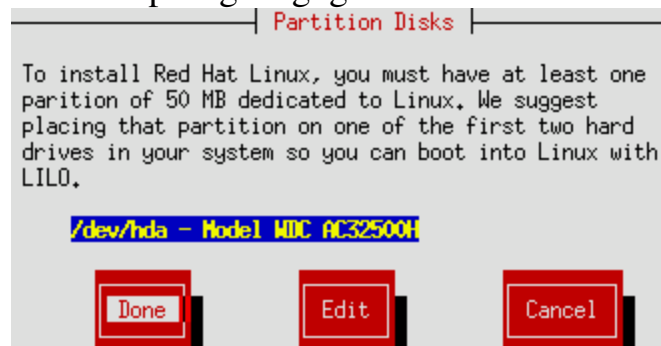 Partition Disks
To install Red Hat Linux, you must have at least one
parition of 50 MB dedicated to Linux. We suggest
placing that partition on one of the first two hard
drives in your system so you can boot into Linux with
LILO.
/dev/hda - Model WDC AC32500H
Done Edit Cancel